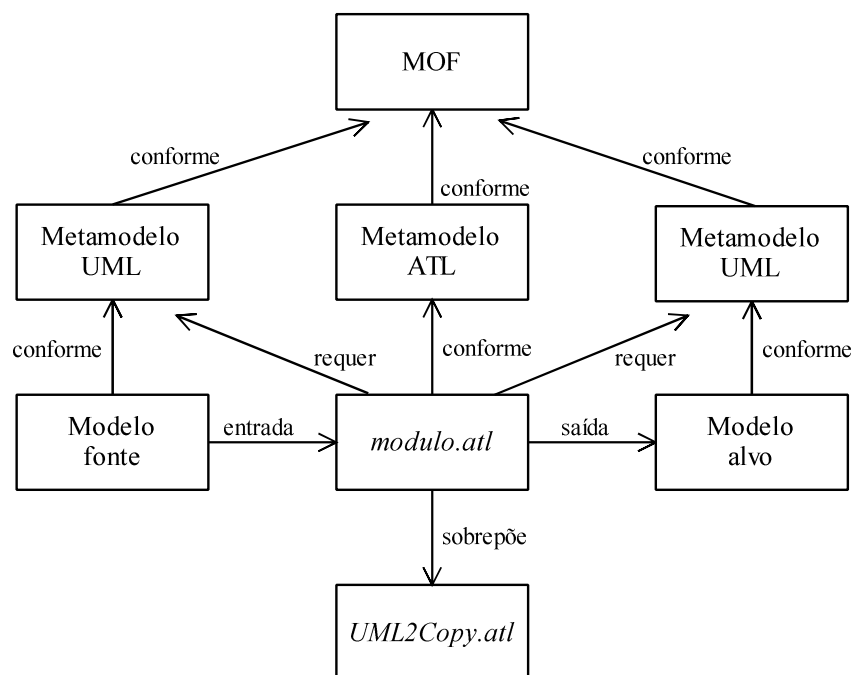 MOF
conforme
conforme
conforme
Metamodelo
UML
Metamodelo
ATL
Metamodelo
UML
conforme
requer
conforme
requer
conforme
Modelo
fonte
entrada
modulo.atl
saída
Modelo
alvo
sobrepõe
UML2Copy.atl